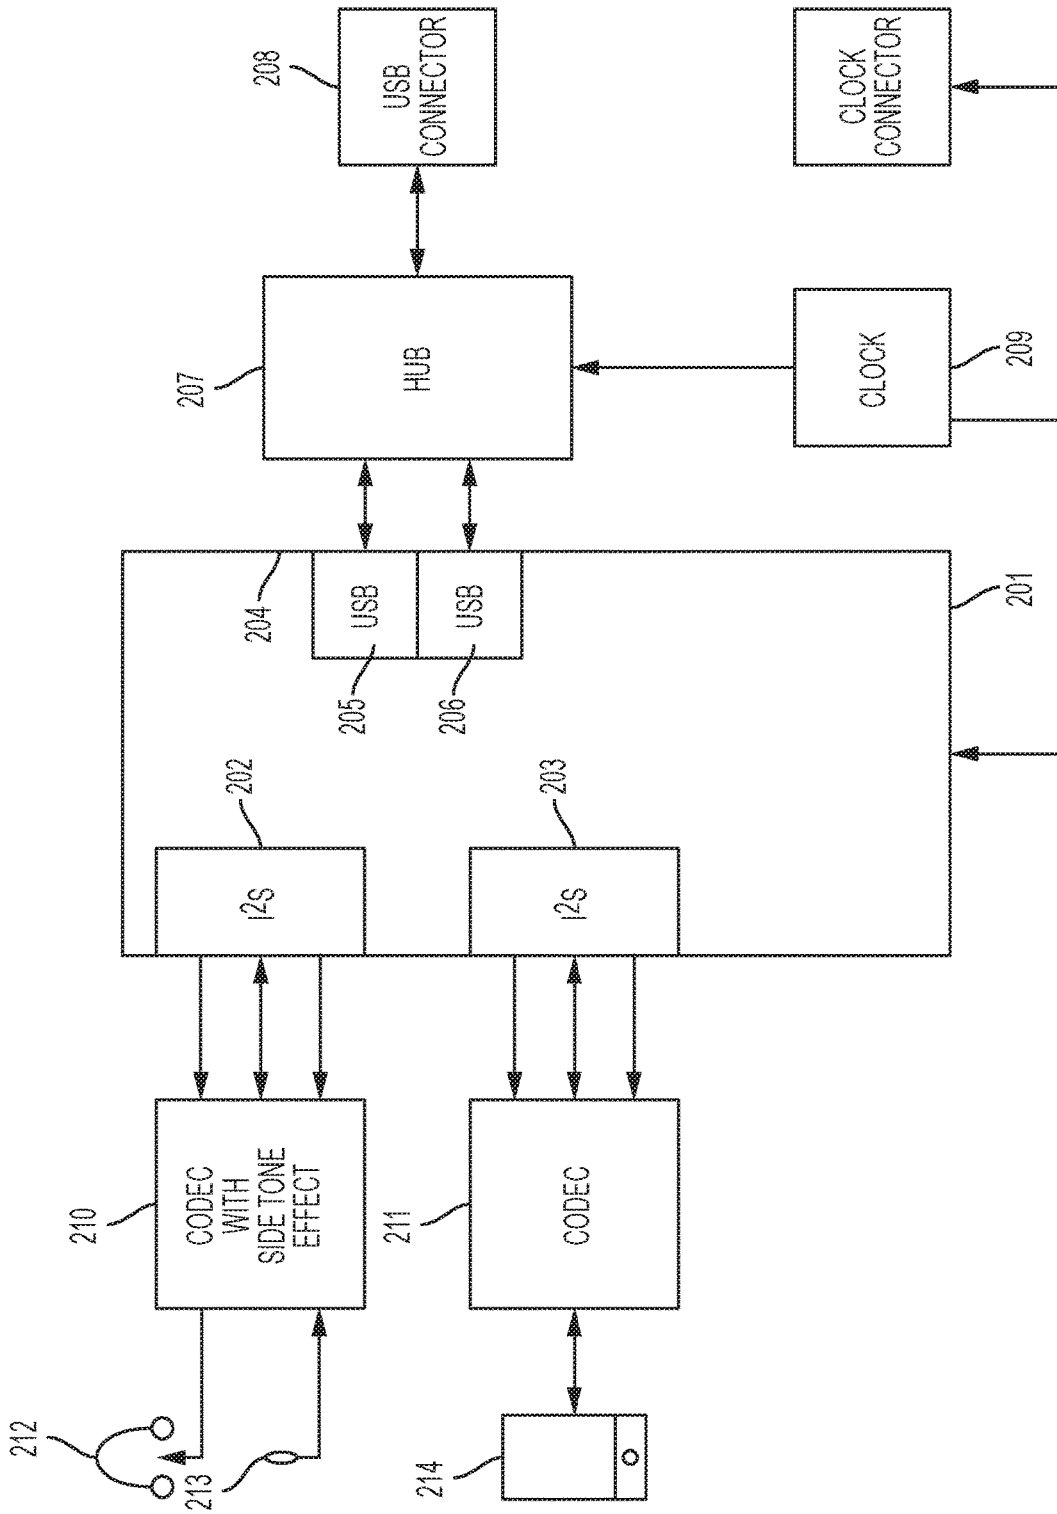 212
213
210
CODEC
WITH
SIDE TONE
EFFECT
202
I²S
204
205
USB
206
USB
207
HUB
208
USB
CONNECTOR
214
211
CODEC
203
I²S
201
CLOCK
209
CLOCK
CONNECTOR